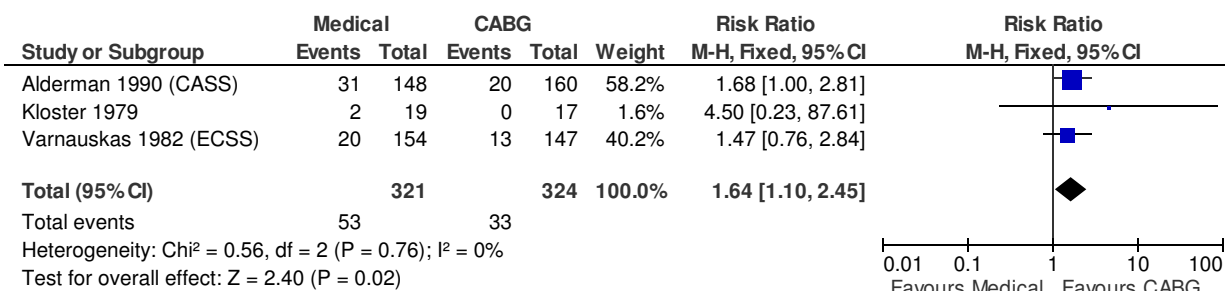 Medical CABG Risk Ratio Risk Ratio
Study or Subgroup Events Total Events Total Weight M-H, Fixed, 95% CI M-H, Fixed, 95% CI
Alderman 1990 (CASS) 31 148 20 160 58.2% 1.68 [1.00, 2.81]
Kloster 1979 2 19 0 17 1.6% 4.50 [0.23, 87.61]
Varnauskas 1982 (ECSS) 20 154 13 147 40.2% 1.47 [0.76, 2.84]
Total (95% CI) 321 324 100.0% 1.64 [1.10, 2.45]
Total events 53 33
Heterogeneity: Chi² = 0.56, df = 2 (P = 0.76); I² = 0%
Test for overall effect: Z = 2.40 (P = 0.02)
0.01 0.1 1 10 100
Favours Medical Favours CABG